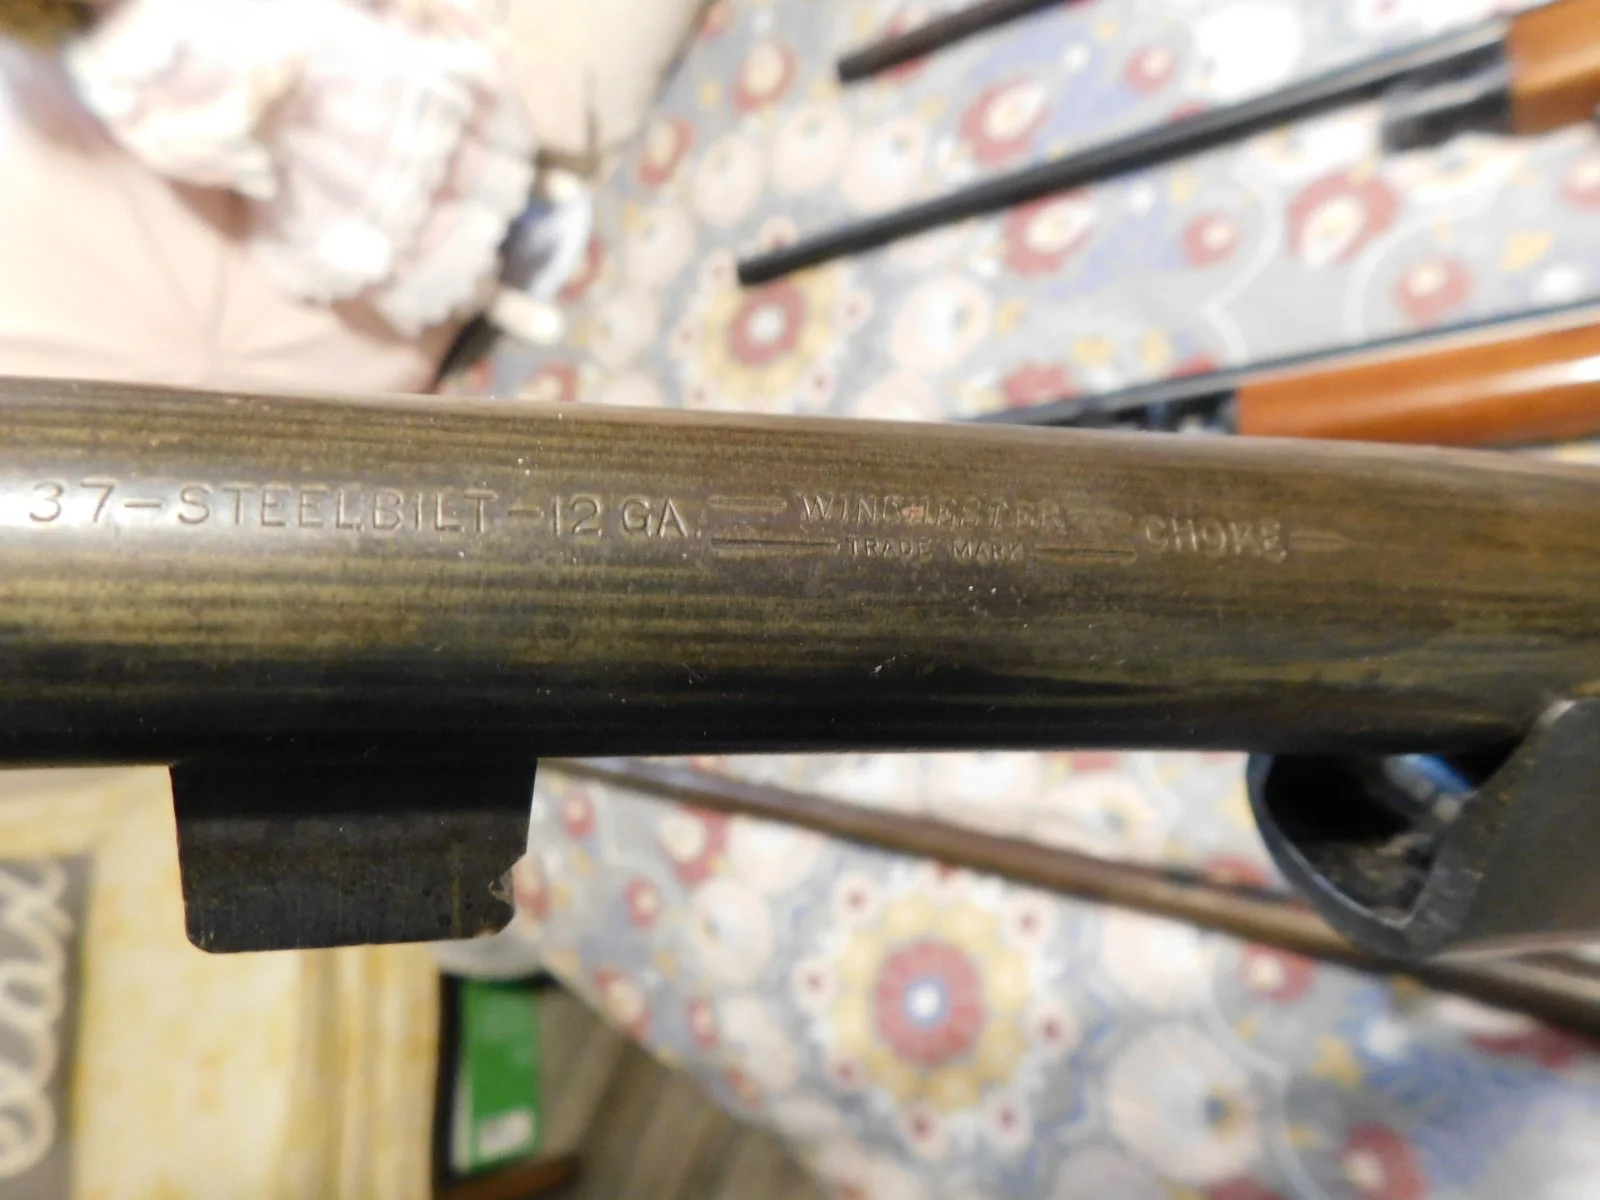 37-STEELBILT-12 GA. WINCHESTER CHOKE
TRADE MARK